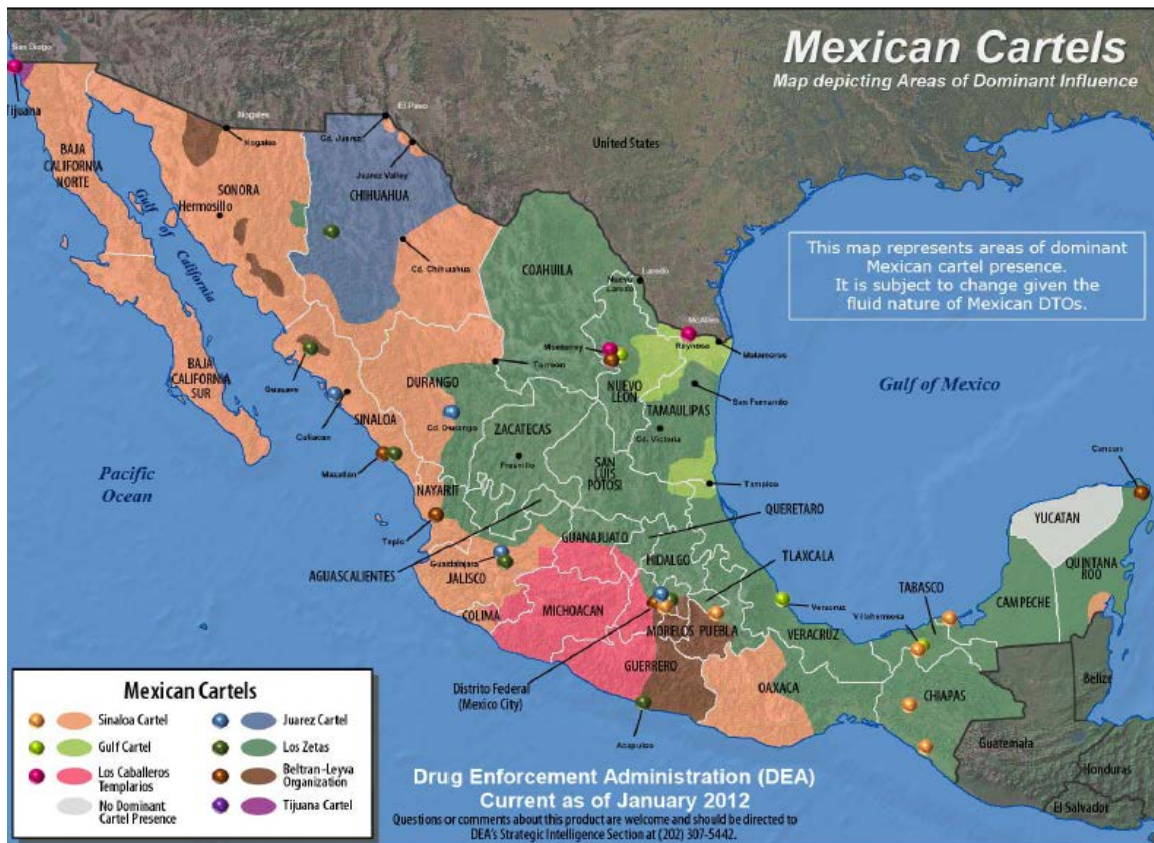 Mexican Cartels
Map depicting Areas of Dominant Influence
San Diego
Tijuana
BAJA
CALIFORNIA
NORTE
Nogales
Nogales
SONORA
Hermosillo
Gulf of California
El Paso
Cd. Juarez
Juarez Valley
CHIHUAHUA
Cd. Chihuahua
United States
COAHUILA
Nuevo
Laredo
Laredo
This map represents areas of dominant
Mexican cartel presence.
It is subject to change given the
fluid nature of Mexican DTOs.
McAllen
Reynosa
Matamoros
Monterrey
Torreon
BAJA
CALIFORNIA
SUR
Guasave
Culiacan
SINALOA
DURANGO
Cd. Durango
NUEVO
LEON
TAMAULIPAS
San Fernando
Cd. Victoria
Gulf of Mexico
ZACATECAS
Fresnillo
SAN
LUIS
POTOSI
Mazatlan
Pacific
Ocean
NAYARIT
Tampico
Tepic
QUERETARO
Cancun
YUCATAN
GUANAJUATO
HIDALGO
TLAXCALA
Guadalajara
JALISCO
AGUASCALIENTES
QUINTANA
ROO
TABASCO
CAMPECHE
Veracruz
Villahermosa
COLIMA
MICHOACAN
MORELOS
PUEBLA
VERACRUZ
GUERRERO
Distrito Federal
(Mexico City)
OAXACA
CHIAPAS
Belize
Guatemala
Honduras
El Salvador
Acapulco
Mexican Cartels
Sinaloa Cartel
Gulf Cartel
Los Caballeros
Templarios
No Dominant
Cartel Presence
Juarez Cartel
Los Zetas
Beltran-Leyva
Organization
Tijuana Cartel
Drug Enforcement Administration (DEA)
Current as of January 2012
Questions or comments about this product are welcome and should be directed to
DEA's Strategic Intelligence Section at (202) 307-5442.